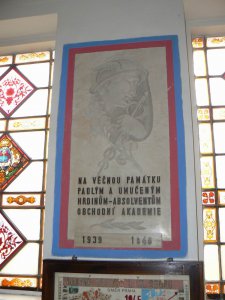 NA VĚČNOU PAMÁTKU
PADLÝM A UMUČENÝM
HRDINŮM-ABSOLVENTŮM
OBCHODNÍ AKADEMIE
1939 1945